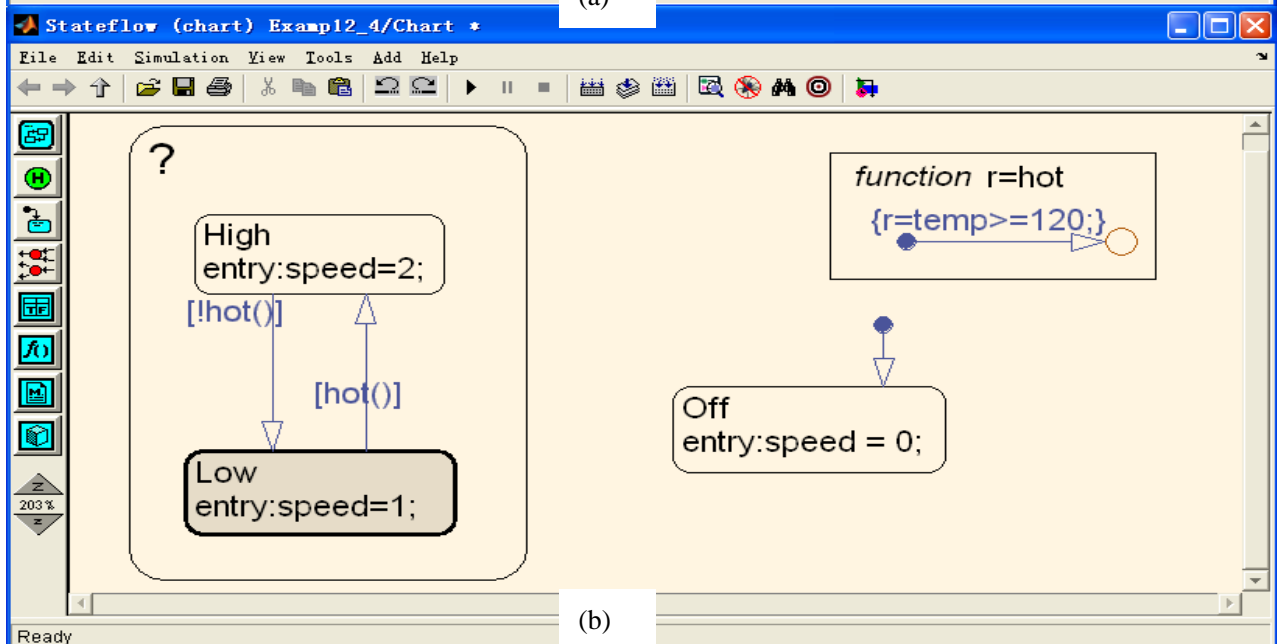 (a)
Stateflow (chart) Examp12_4/Chart *
File Edit Simulation View Tools Add Help
?
High
entry:speed=2;
[!hot()]
[hot()]
Low
entry:speed=1;
function r=hot
{r=temp>=120;}
Off
entry:speed = 0;
H
TF
f()
M
Z
203%
Z
(b)
Ready